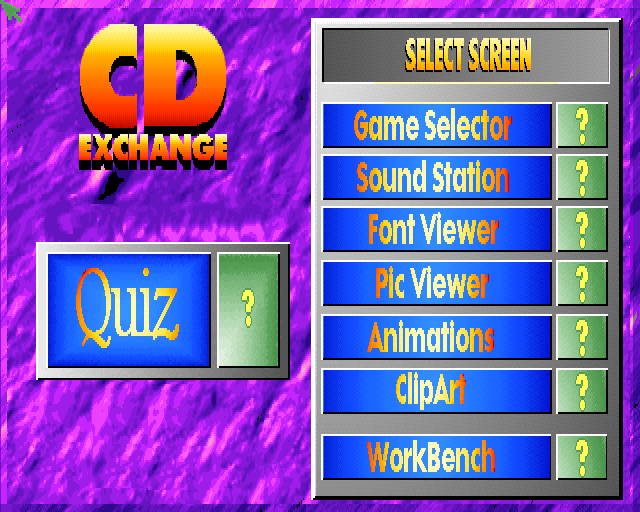 CD
EXCHANGE
Quiz
?
SELECT SCREEN
Game Selector ?
Sound Station ?
Font Viewer ?
Pic Viewer ?
Animations ?
ClipArt ?
WorkBench ?